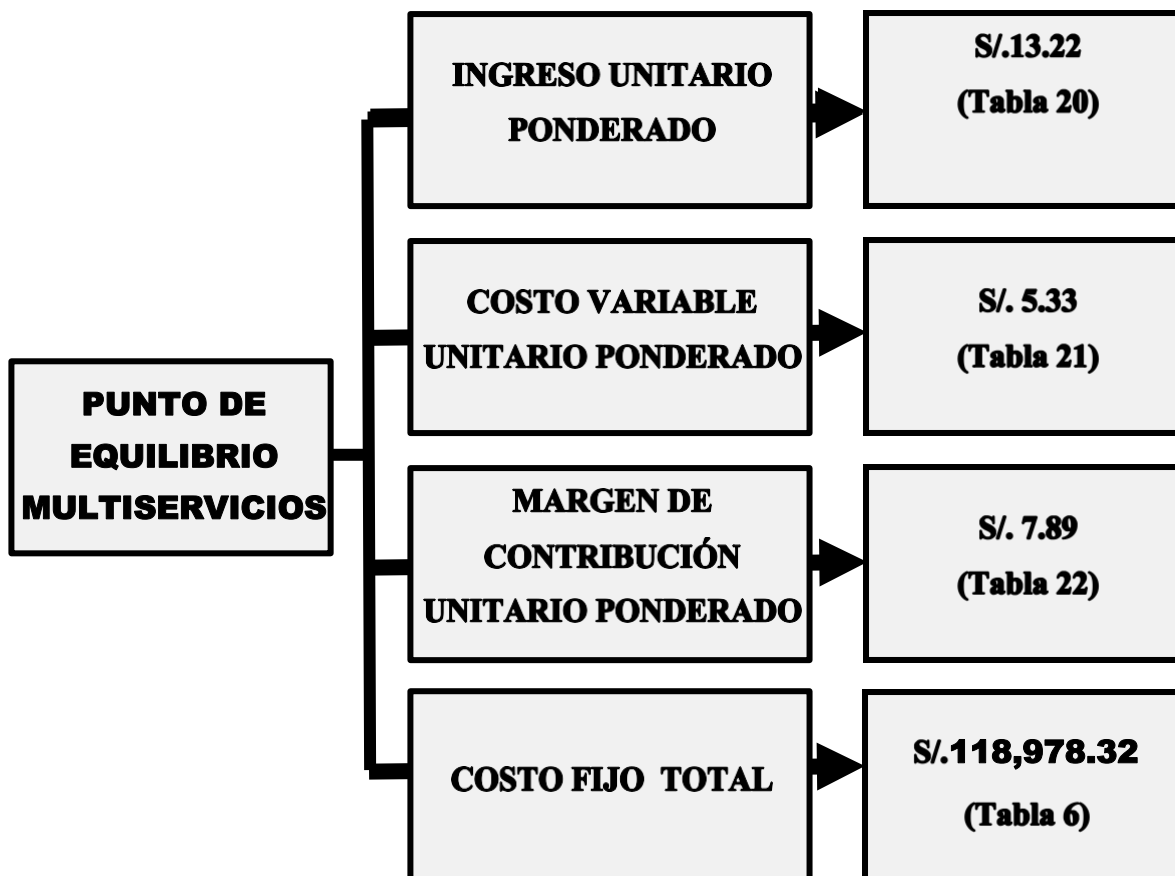 INGRESO UNITARIO
PONDERADO
S/.13.22
(Tabla 20)
COSTO VARIABLE
UNITARIO PONDERADO
S/. 5.33
(Tabla 21)
PUNTO DE
EQUILIBRIO
MULTISERVICIOS
MARGEN DE
CONTRIBUCIÓN
UNITARIO PONDERADO
S/. 7.89
(Tabla 22)
COSTO FIJO TOTAL
S/.118,978.32
(Tabla 6)